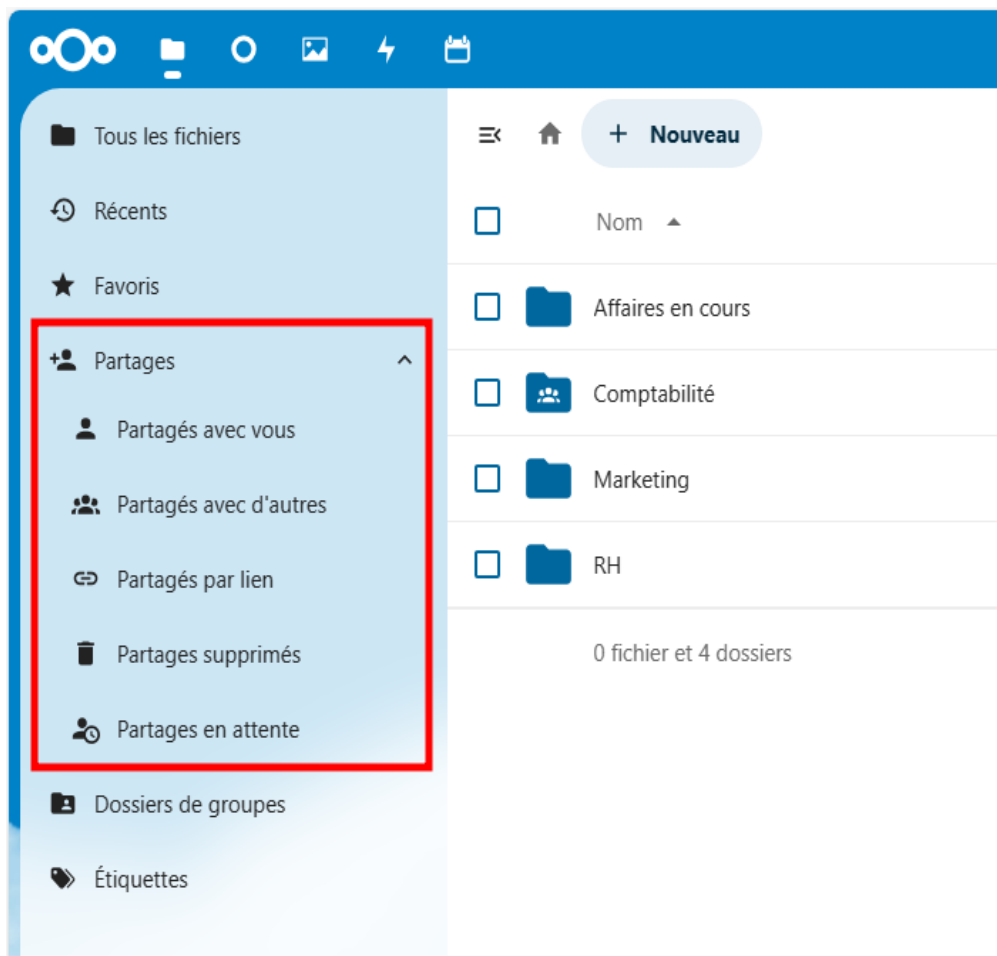 Tous les fichiers
Récents
Favoris
Partages
Partagés avec vous
Partagés avec d'autres
Partagés par lien
Partages supprimés
Partages en attente
Dossiers de groupes
Étiquettes
+ Nouveau
Nom
Affaires en cours
Comptabilité
Marketing
RH
0 fichier et 4 dossiers